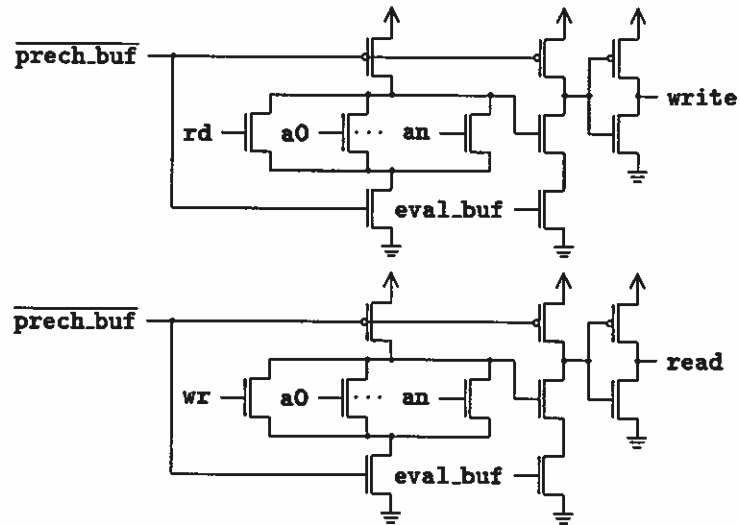 prech_buf
write
rd a0 ··· an
eval_buf
prech_buf
read
wr a0 ··· an
eval_buf